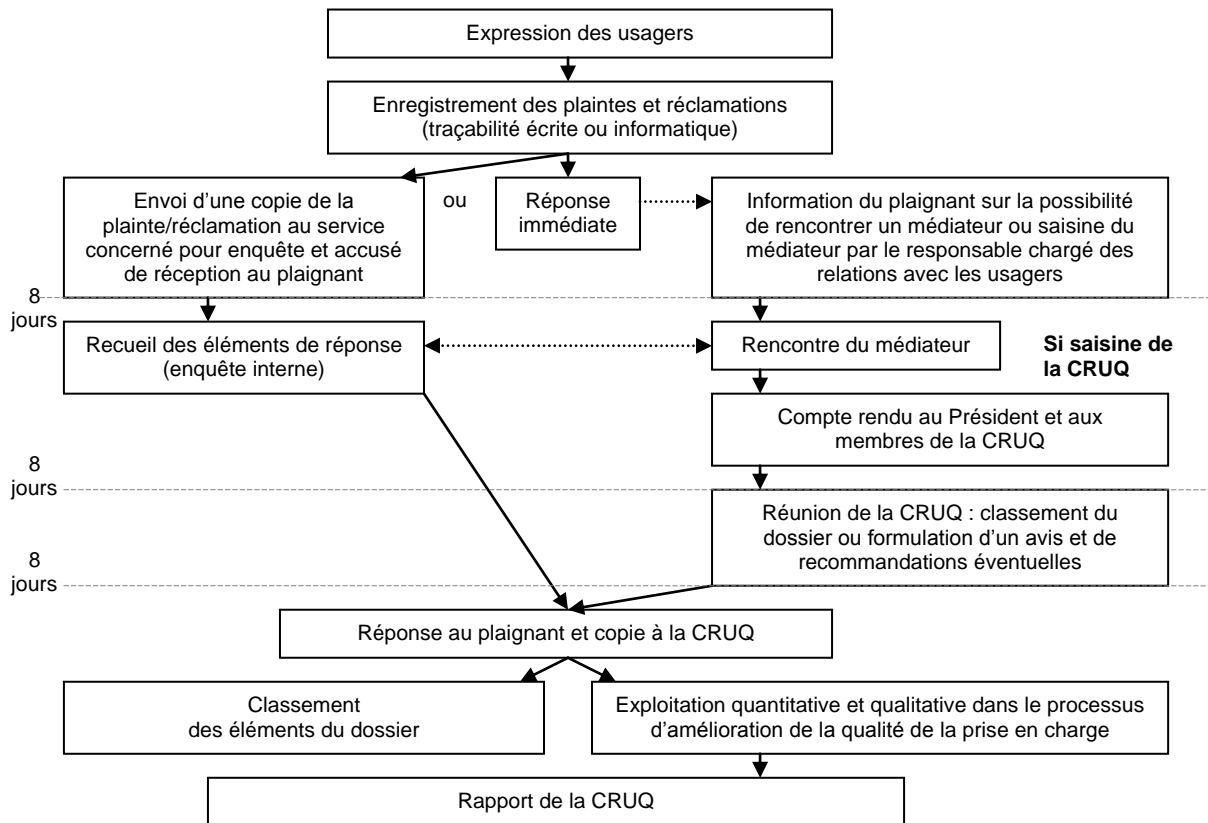 Expression des usagers
Enregistrement des plaintes et réclamations
(traçabilité écrite ou informatique)
Envoi d’une copie de la
plainte/réclamation au service
concerné pour enquête et accusé
de réception au plaignant
ou
Réponse
immédiate
Information du plaignant sur la possibilité
de rencontrer un médiateur ou saisine du
médiateur par le responsable chargé des
relations avec les usagers
8
jours
Recueil des éléments de réponse
(enquête interne)
Rencontre du médiateur
Si saisine de
la CRUQ
Compte rendu au Président et aux
membres de la CRUQ
8
jours
Réunion de la CRUQ : classement du
dossier ou formulation d’un avis et de
recommandations éventuelles
8
jours
Réponse au plaignant et copie à la CRUQ
Classement
des éléments du dossier
Exploitation quantitative et qualitative dans le processus
d’amélioration de la qualité de la prise en charge
Rapport de la CRUQ